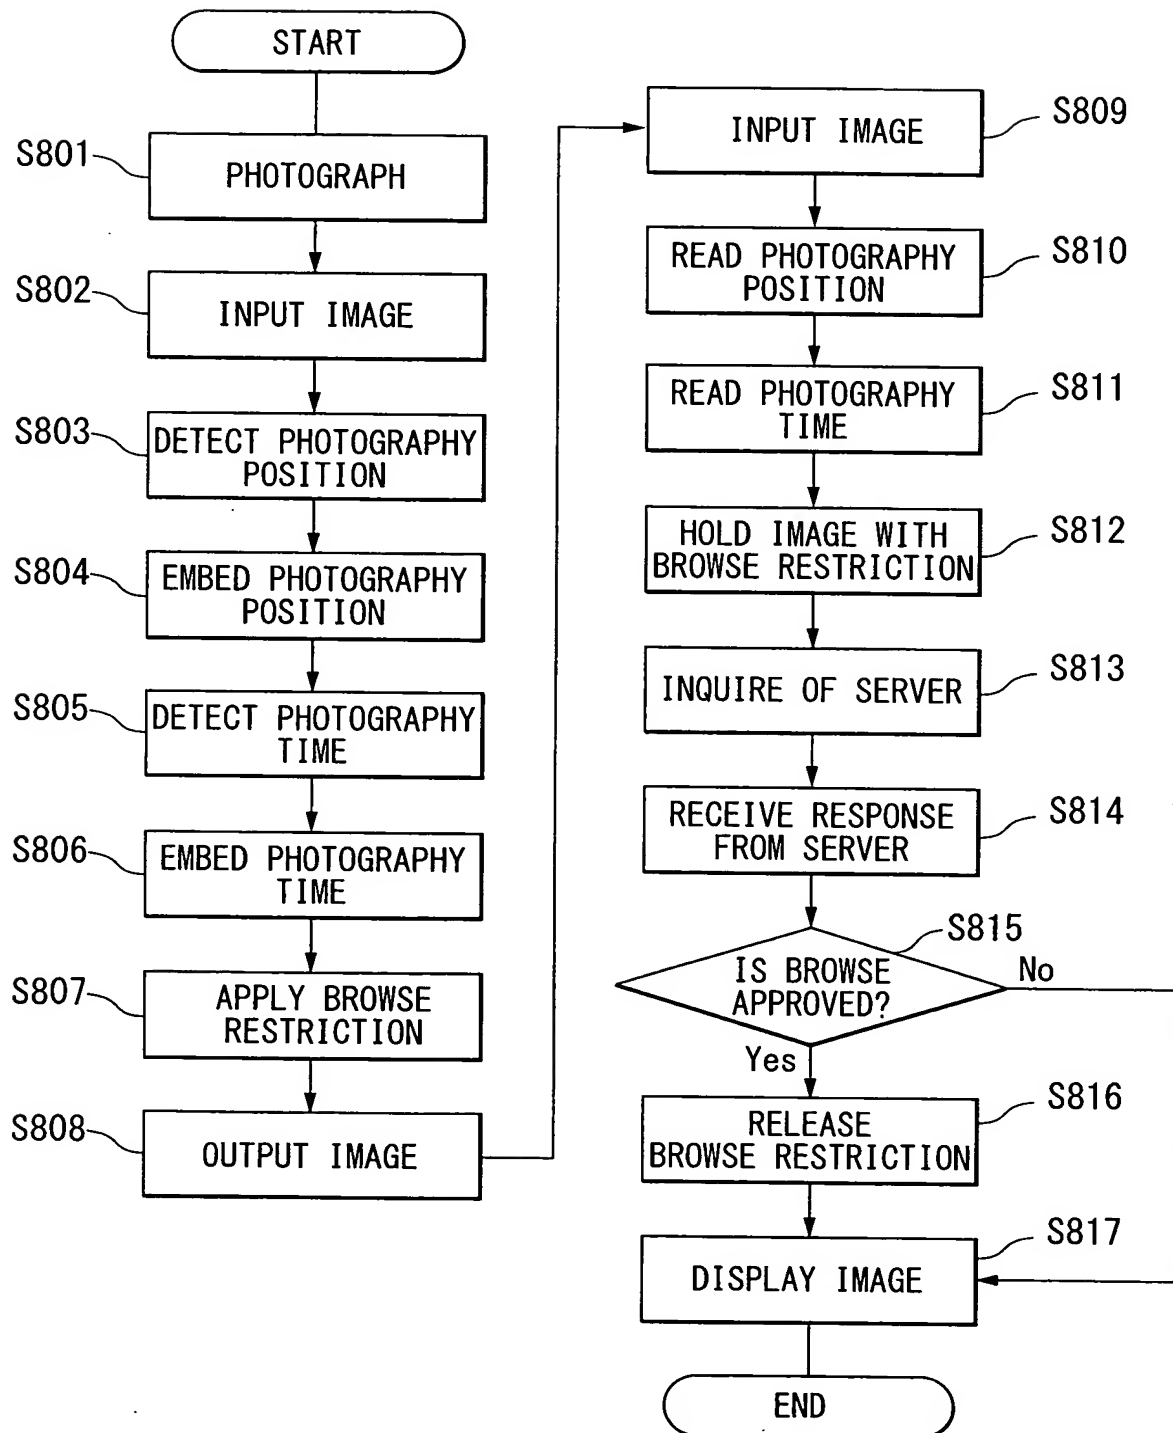 START
S801
PHOTOGRAPH
S802
INPUT IMAGE
S803
DETECT PHOTOGRAPHY
POSITION
S804
EMBED PHOTOGRAPHY
POSITION
S805
DETECT PHOTOGRAPHY
TIME
S806
EMBED PHOTOGRAPHY
TIME
S807
APPLY BROWSE
RESTRICTION
S808
OUTPUT IMAGE
S809
INPUT IMAGE
S810
READ PHOTOGRAPHY
POSITION
S811
READ PHOTOGRAPHY
TIME
S812
HOLD IMAGE WITH
BROWSE RESTRICTION
S813
INQUIRE OF SERVER
S814
RECEIVE RESPONSE
FROM SERVER
S815
IS BROWSE
APPROVED?
No
Yes
S816
RELEASE
BROWSE RESTRICTION
S817
DISPLAY IMAGE
END